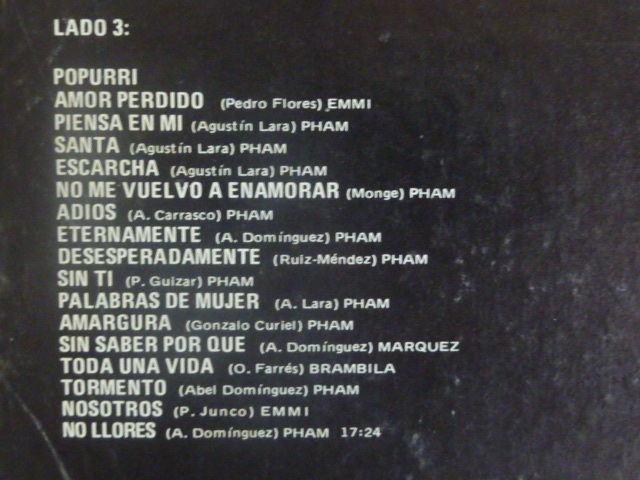 LADO 3:
POPURRI
AMOR PERDIDO (Pedro Flores) EMMI
PIENSA EN MI (Agustín Lara) PHAM
SANTA (Agustín Lara) PHAM
ESCARCHA (Agustín Lara) PHAM
NO ME VUELVO A ENAMORAR (Monge) PHAM
ADIOS (A. Carrasco) PHAM
ETERNAMENTE (A. Domínguez) PHAM
DESESPERADAMENTE (Ruiz-Méndez) PHAM
SIN TI (P. Guizar) PHAM
PALABRAS DE MUJER (A. Lara) PHAM
AMARGURA (Gonzalo Curiel) PHAM
SIN SABER POR QUE (A. Domínguez) MARQUEZ
TODA UNA VIDA (O. Farrés) BRAMBILA
TORMENTO (Abel Domínguez) PHAM
NOSOTROS (P. Junco) EMMI
NO LLORES (A. Domínguez) PHAM 17:24